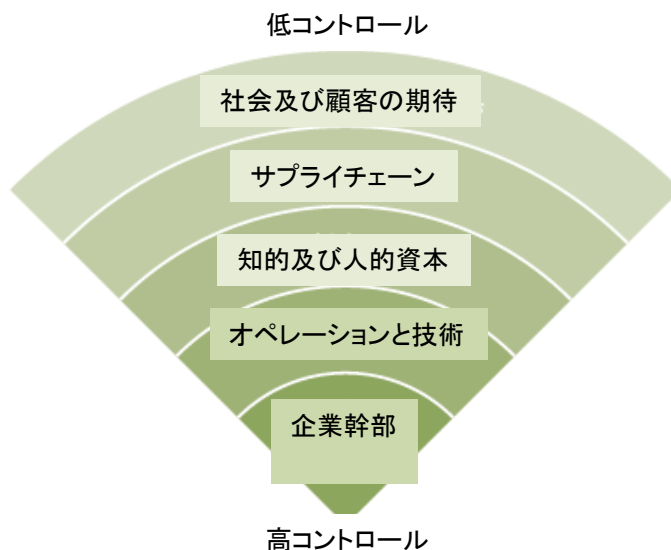 低コントロール
社会及び顧客の期待
サプライチェーン
知的及び人的資本
オペレーションと技術
企業幹部
高コントロール